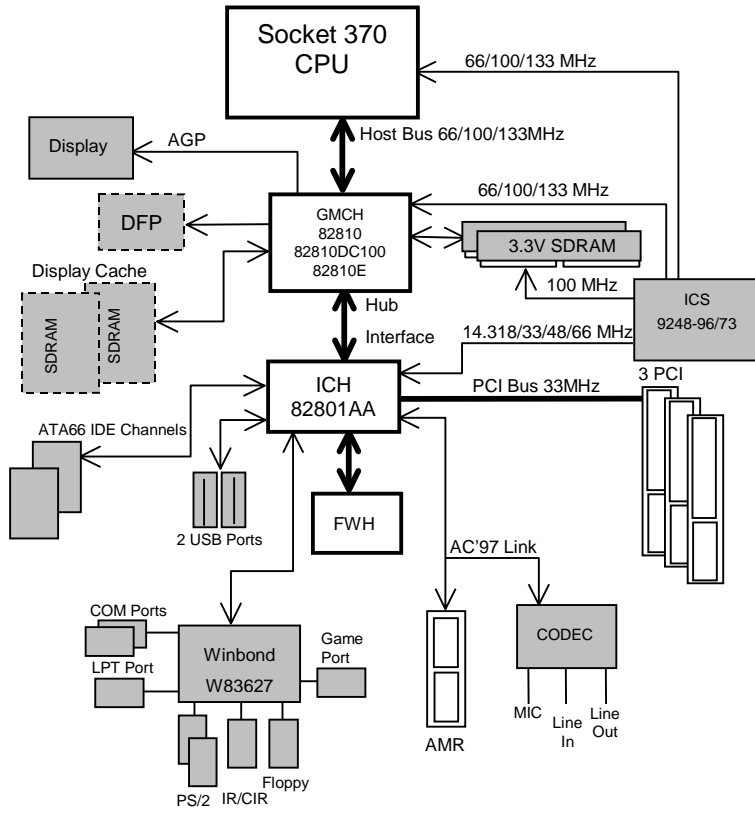 Socket 370
CPU
66/100/133 MHz
Host Bus 66/100/133MHz
Display
AGP
66/100/133 MHz
DFP
GMCH
82810
82810DC100
82810E
3.3V SDRAM
Display Cache
SDRAM
SDRAM
100 MHz
ICS
9248-96/73
Hub
Interface
14.318/33/48/66 MHz
ICH
82801AA
PCI Bus 33MHz
3 PCI
ATA66 IDE Channels
2 USB Ports
FWH
AC'97 Link
COM Ports
LPT Port
Winbond
W83627
Game
Port
CODEC
MIC
Line
In
Line
Out
AMR
PS/2
IR/CIR
Floppy